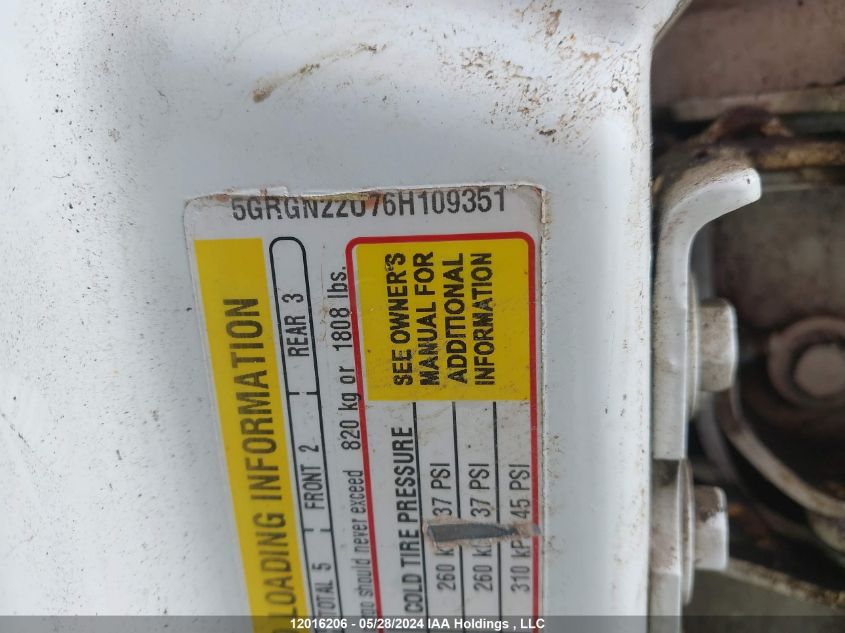 5GRGN22U76H109351
LOADING INFORMATION
TOTAL 5 FRONT 2 REAR 3
should never exceed 820 kg or 1808 lbs.
COLD TIRE PRESSURE
260 37 PSI
260 37 PSI
310 kPa 45 PSI
SEE OWNER'S
MANUAL FOR
ADDITIONAL
INFORMATION
12016206 - 05/28/2024 IAA Holdings , LLC